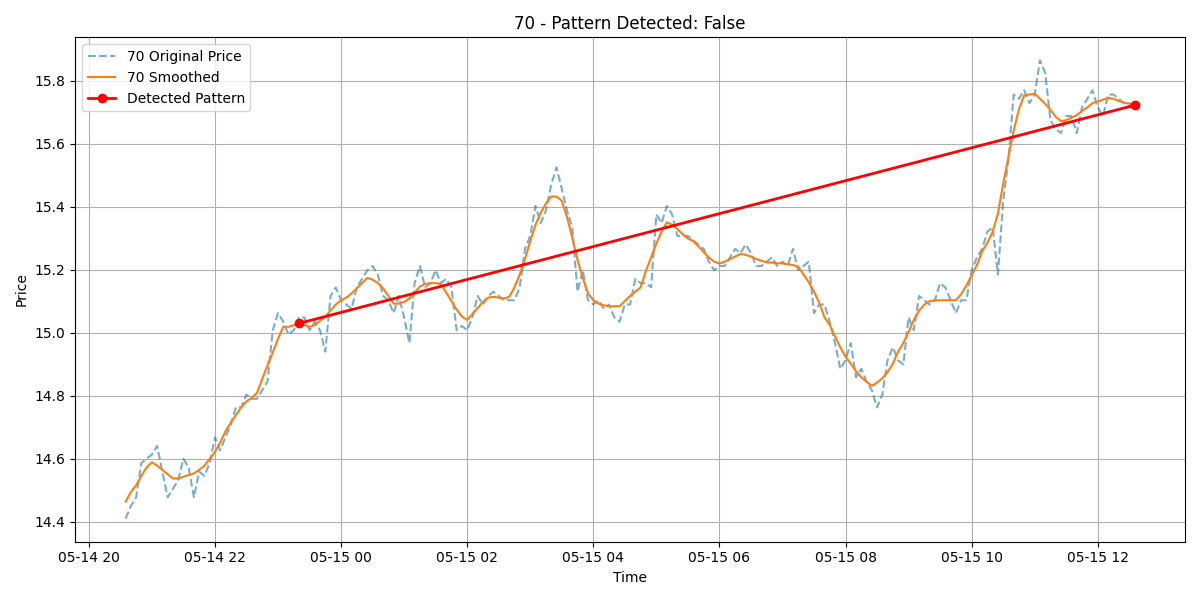 70 - Pattern Detected: False
70 Original Price
70 Smoothed
Detected Pattern
Price
15.8
15.6
15.4
15.2
15.0
14.8
14.6
14.4
05-14 20
05-14 22
05-15 00
05-15 02
05-15 04
05-15 06
05-15 08
05-15 10
05-15 12
Time